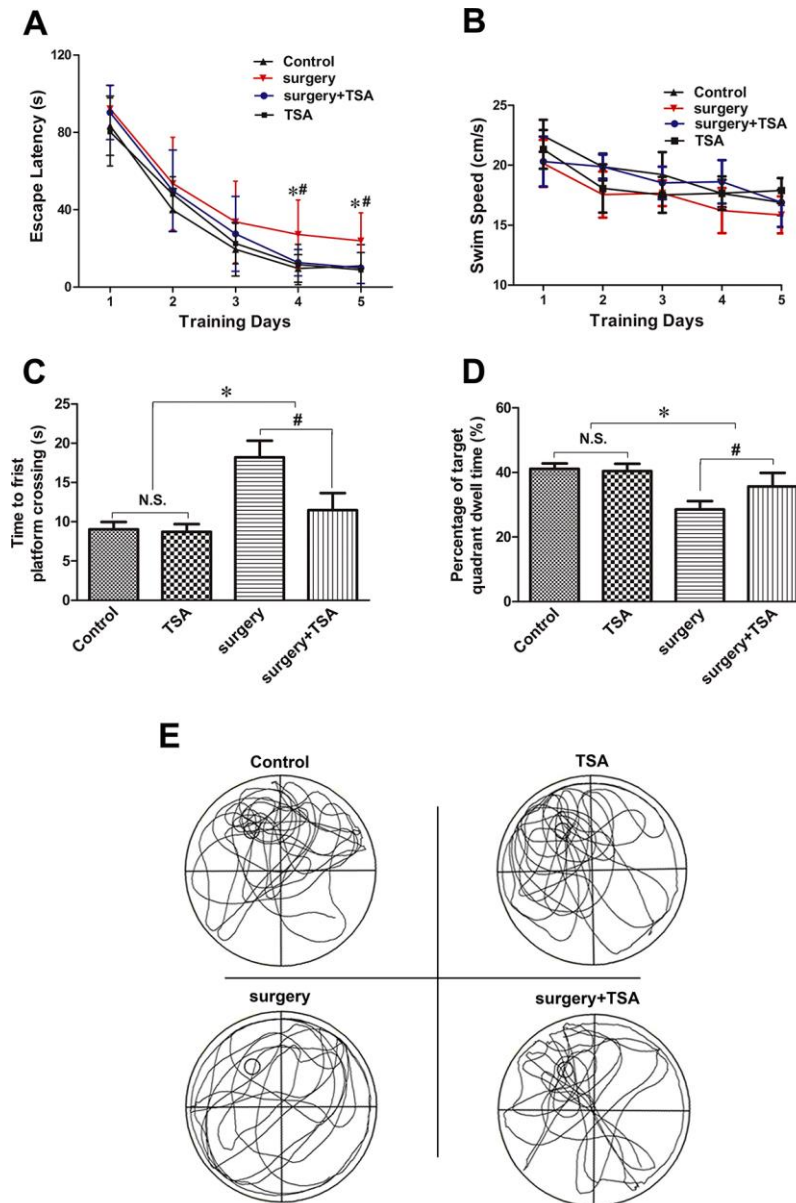 A
Escape Latency (s)
120
80
40
0
1 2 3 4 5
Training Days
Control
surgery
surgery+TSA
TSA
*#
*#
B
Swim Speed (cm/s)
25
20
15
10
1 2 3 4 5
Training Days
Control
surgery
surgery+TSA
TSA
C
Time to frist
platform crossing (s)
25
20
15
10
5
0
*
#
N.S.
Control
TSA
surgery
surgery+TSA
D
Percentage of target
quadrant dwell time (%)
60
40
20
0
*
#
N.S.
Control
TSA
surgery
surgery+TSA
E
Control
TSA
surgery
surgery+TSA